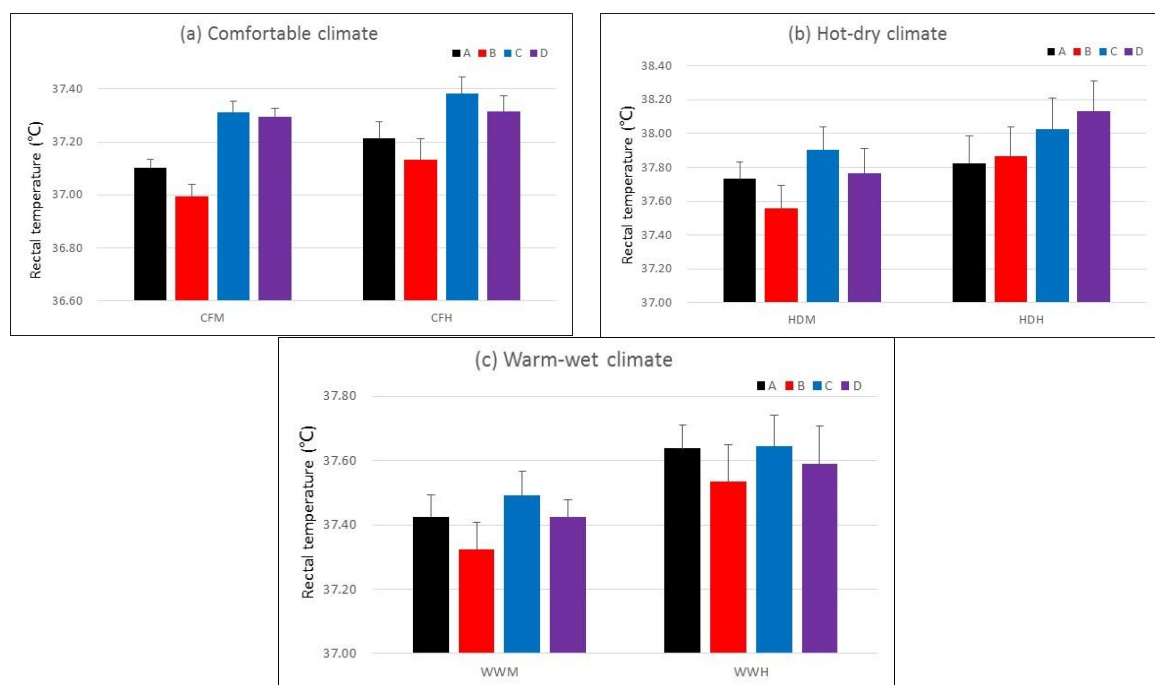 (a) Comfortable climate
A B C D
Rectal temperature (°C)
37.40
37.20
37.00
36.80
36.60
CFM CFH
(b) Hot-dry climate
A B C D
Rectal temperature (°C)
38.40
38.20
38.00
37.80
37.60
37.40
37.20
37.00
HDM HDH
(c) Warm-wet climate
A B C D
Rectal temperature (°C)
37.80
37.60
37.40
37.20
37.00
WWM WWH